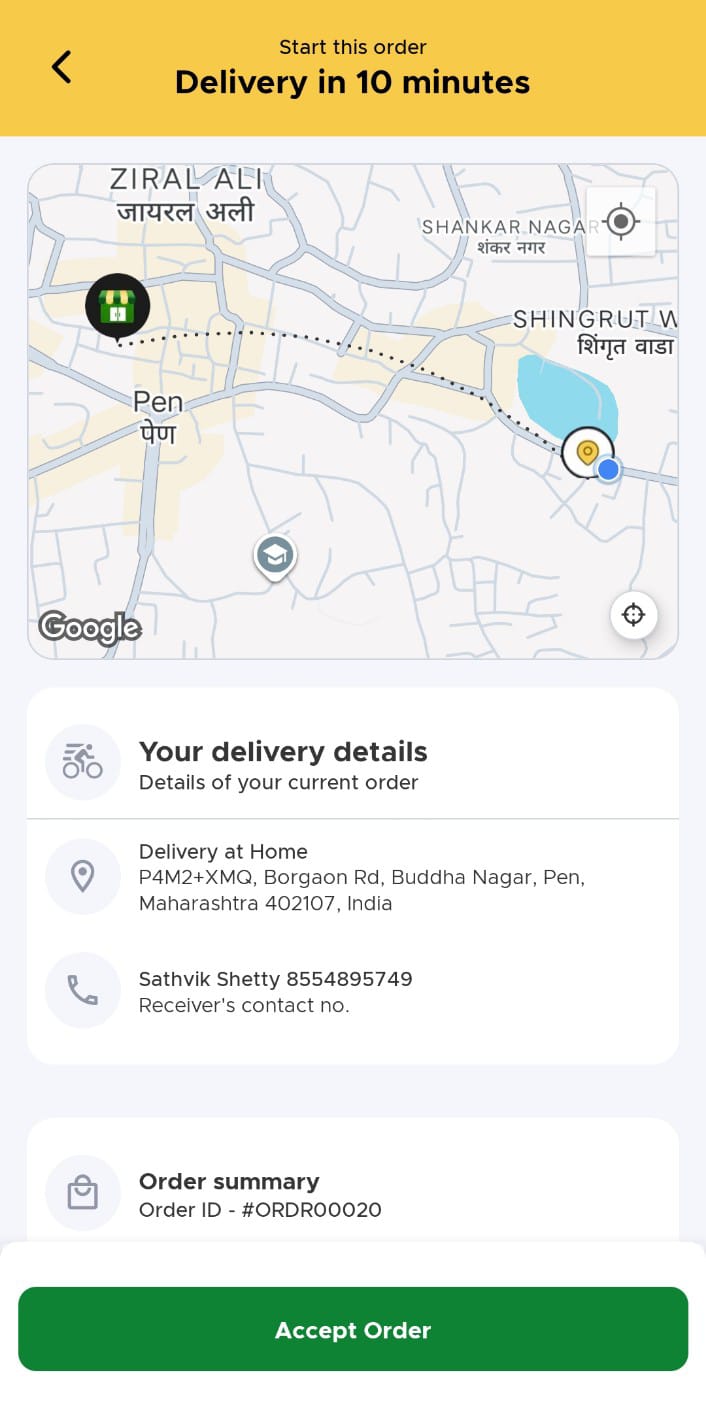 Start this order
Delivery in 10 minutes
ZIRAL ALI
जायरल अली
SHANKAR NAGAR
शंकर नगर
SHINGRUT W
शिंगृत वाडा
Pen
पेण
Google
Your delivery details
Details of your current order
Delivery at Home
P4M2+XMQ, Borgaon Rd, Buddha Nagar, Pen,
Maharashtra 402107, India
Sathvik Shetty 8554895749
Receiver's contact no.
Order summary
Order ID - #ORDR00020
Accept Order